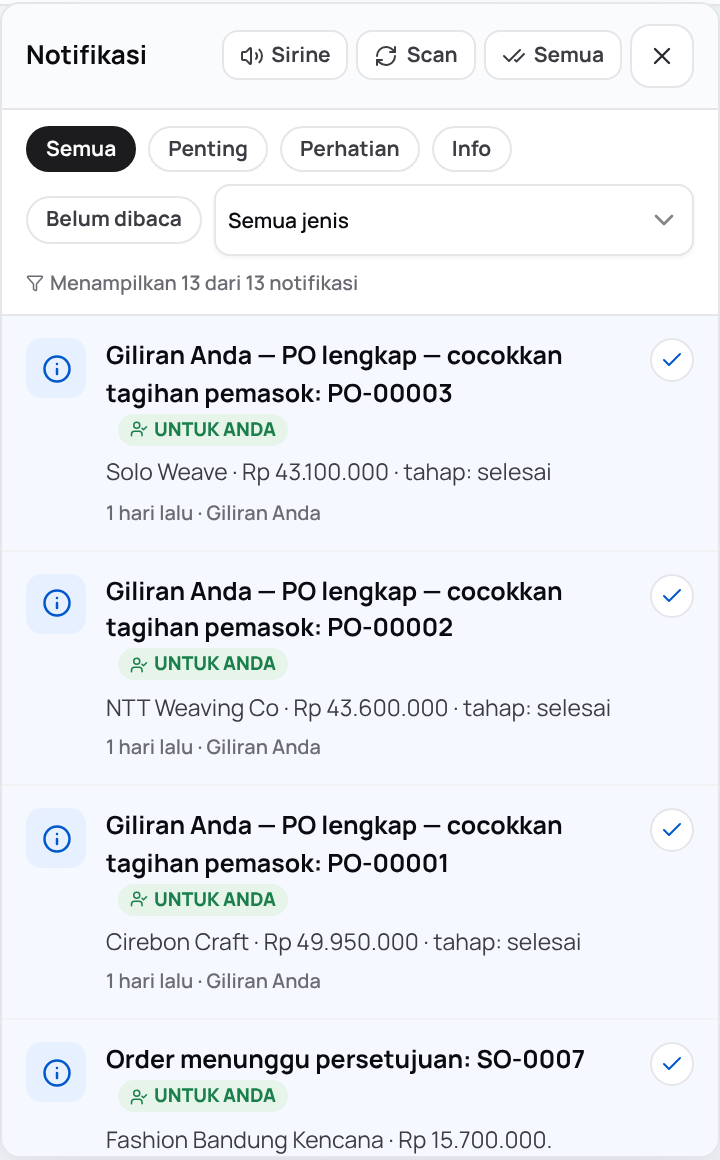 Notifikasi
Sirine
Scan
Semua
Semua
Penting
Perhatian
Info
Belum dibaca
Semua jenis
Menampilkan 13 dari 13 notifikasi
Giliran Anda — PO lengkap — cocokkan
tagihan pemasok: PO-00003
UNTUK ANDA
Solo Weave · Rp 43.100.000 · tahap: selesai
1 hari lalu · Giliran Anda
Giliran Anda — PO lengkap — cocokkan
tagihan pemasok: PO-00002
UNTUK ANDA
NTT Weaving Co · Rp 43.600.000 · tahap: selesai
1 hari lalu · Giliran Anda
Giliran Anda — PO lengkap — cocokkan
tagihan pemasok: PO-00001
UNTUK ANDA
Cirebon Craft · Rp 49.950.000 · tahap: selesai
1 hari lalu · Giliran Anda
Order menunggu persetujuan: SO-0007
UNTUK ANDA
Fashion Bandung Kencana · Rp 15.700.000.